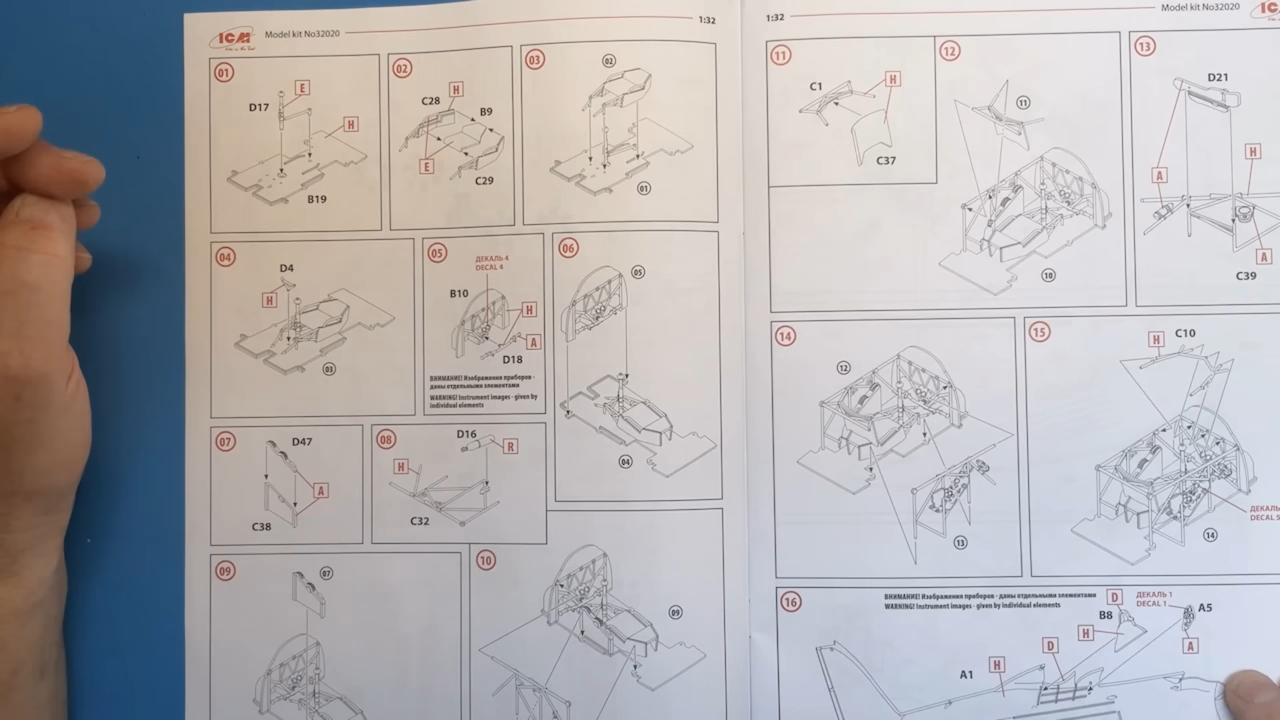 ICM
Model kit No32020
1:32
01
D17
E
H
B19
02
C28
H
B9
E
C29
03
02
01
04
D4
H
03
05
ДЕКАЛЬ 4
DECAL 4
B10
H
A
D18
ВНИМАНИЕ! Изображения приборов -
даны отдельными элементами
WARNING! Instrument images - given by
individual elements
06
05
04
07
D47
A
C38
08
D16
R
H
C32
09
07
10
09
1:32
Model kit No32020
ICM
11
C1
H
C37
12
11
10
13
D21
H
A
A
C39
14
12
13
15
C10
H
ДЕКАЛЬ
DECAL 5
14
16
ВНИМАНИЕ! Изображения приборов - даны отдельными элементами
WARNING! Instrument images - given by individual elements
D
ДЕКАЛЬ 1
DECAL 1
A5
B8
H
A
D
H
A1